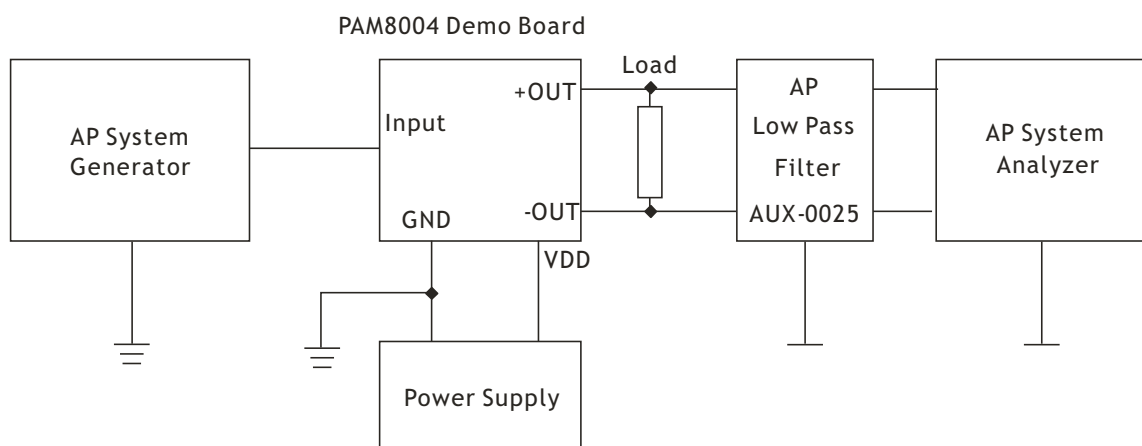 PAM8004 Demo Board
AP System
Generator
Input
+OUT
-OUT
GND
VDD
Load
AP
Low Pass
Filter
AUX-0025
AP System
Analyzer
Power Supply